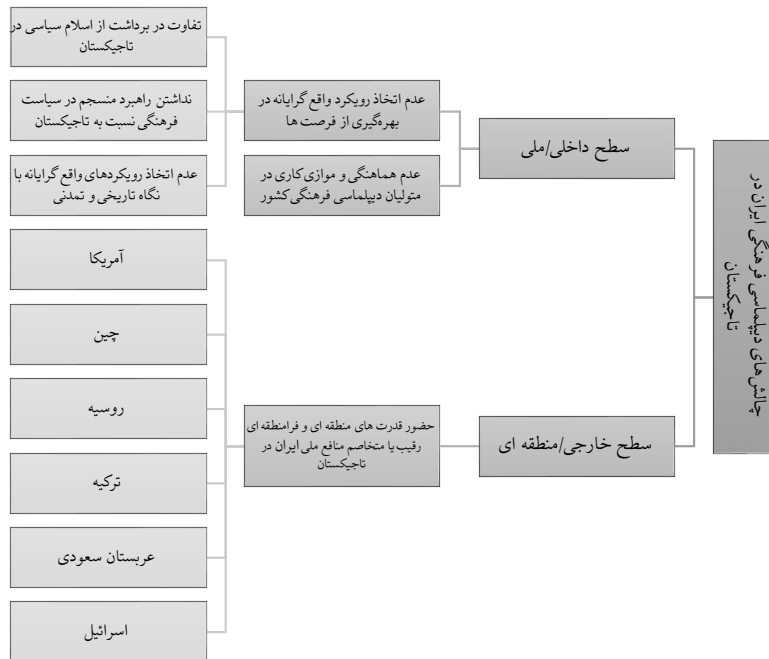 چالش‌های دیپلماسی فرهنگی ایران در
تاجیکستان
سطح داخلی/ملی
عدم اتخاذ رویکرد واقع گرایانه در
بهره‌گیری از فرصت ها
تفاوت در برداشت از اسلام سیاسی در
تاجیکستان
نداشتن راهبرد منسجم در سیاست
فرهنگی نسبت به تاجیکستان
عدم اتخاذ رویکردهای واقع گرایانه با
نگاه تاریخی و تمدنی
عدم هماهنگی و موازی‌کاری در
متولیان دیپلماسی فرهنگی کشور
سطح خارجی/منطقه ای
حضور قدرت های منطقه ای و فرامنطقه ای
رقیب یا متخاصم منافع ملی ایران در
تاجیکستان
آمریکا
چین
روسیه
ترکیه
عربستان سعودی
اسرائیل